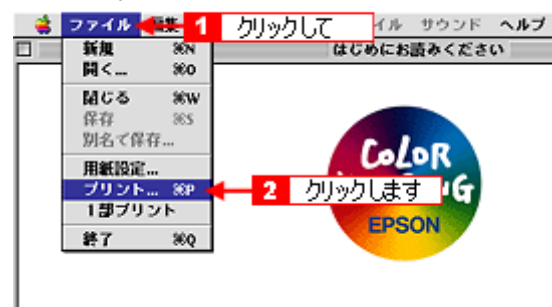 ファイル 編集 1 クリックして イル サウンド ヘルプ
新規 ⌘N はじめにお読みください
開く... ⌘O
閉じる ⌘W
保存 ⌘S
別名で保存...
用紙設定...
プリント... ⌘P 2 クリックします
1部プリント
終了 ⌘Q
COLOR
G
EPSON